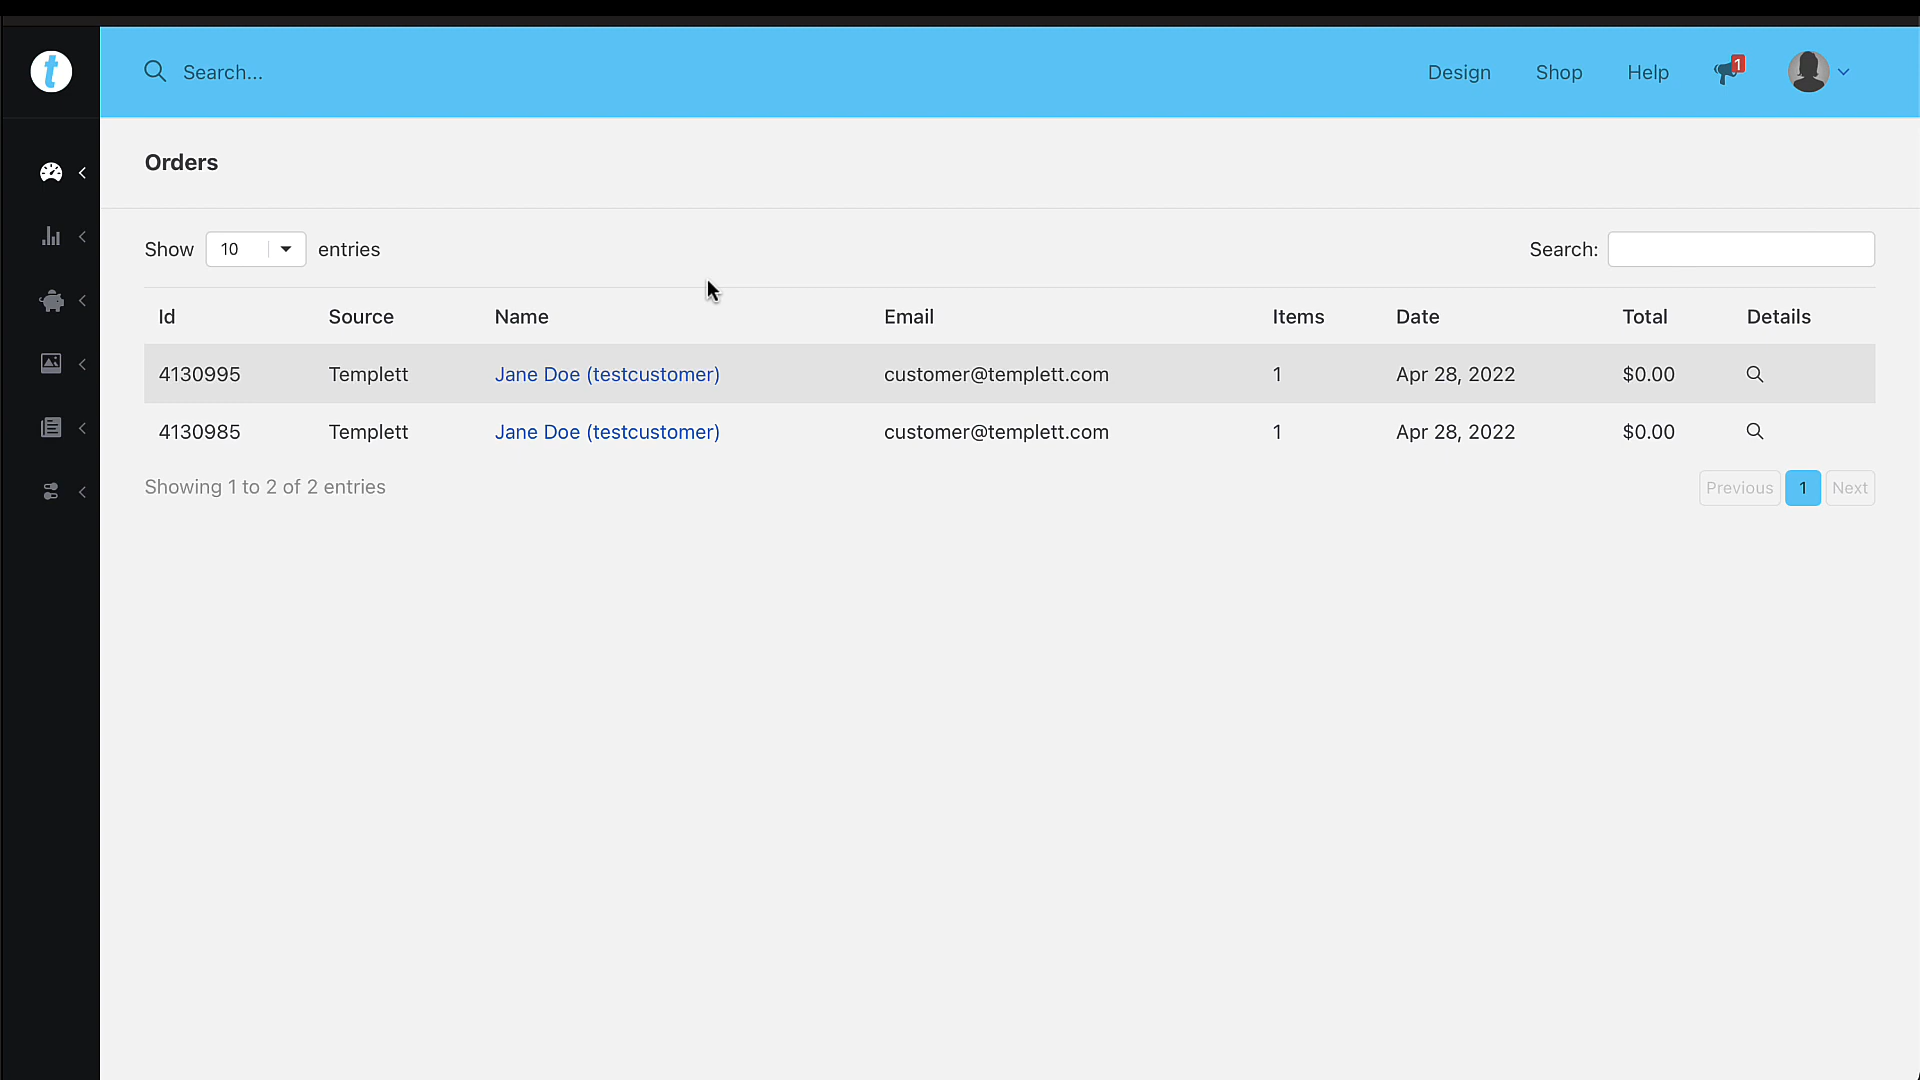 t
Search...
Design
Shop
Help
1
Orders
Show 10 entries
Search:
Id Source Name Email Items Date Total Details
4130995 Templett Jane Doe (testcustomer) customer@templett.com 1 Apr 28, 2022 $0.00
4130985 Templett Jane Doe (testcustomer) customer@templett.com 1 Apr 28, 2022 $0.00
Showing 1 to 2 of 2 entries
Previous 1 Next